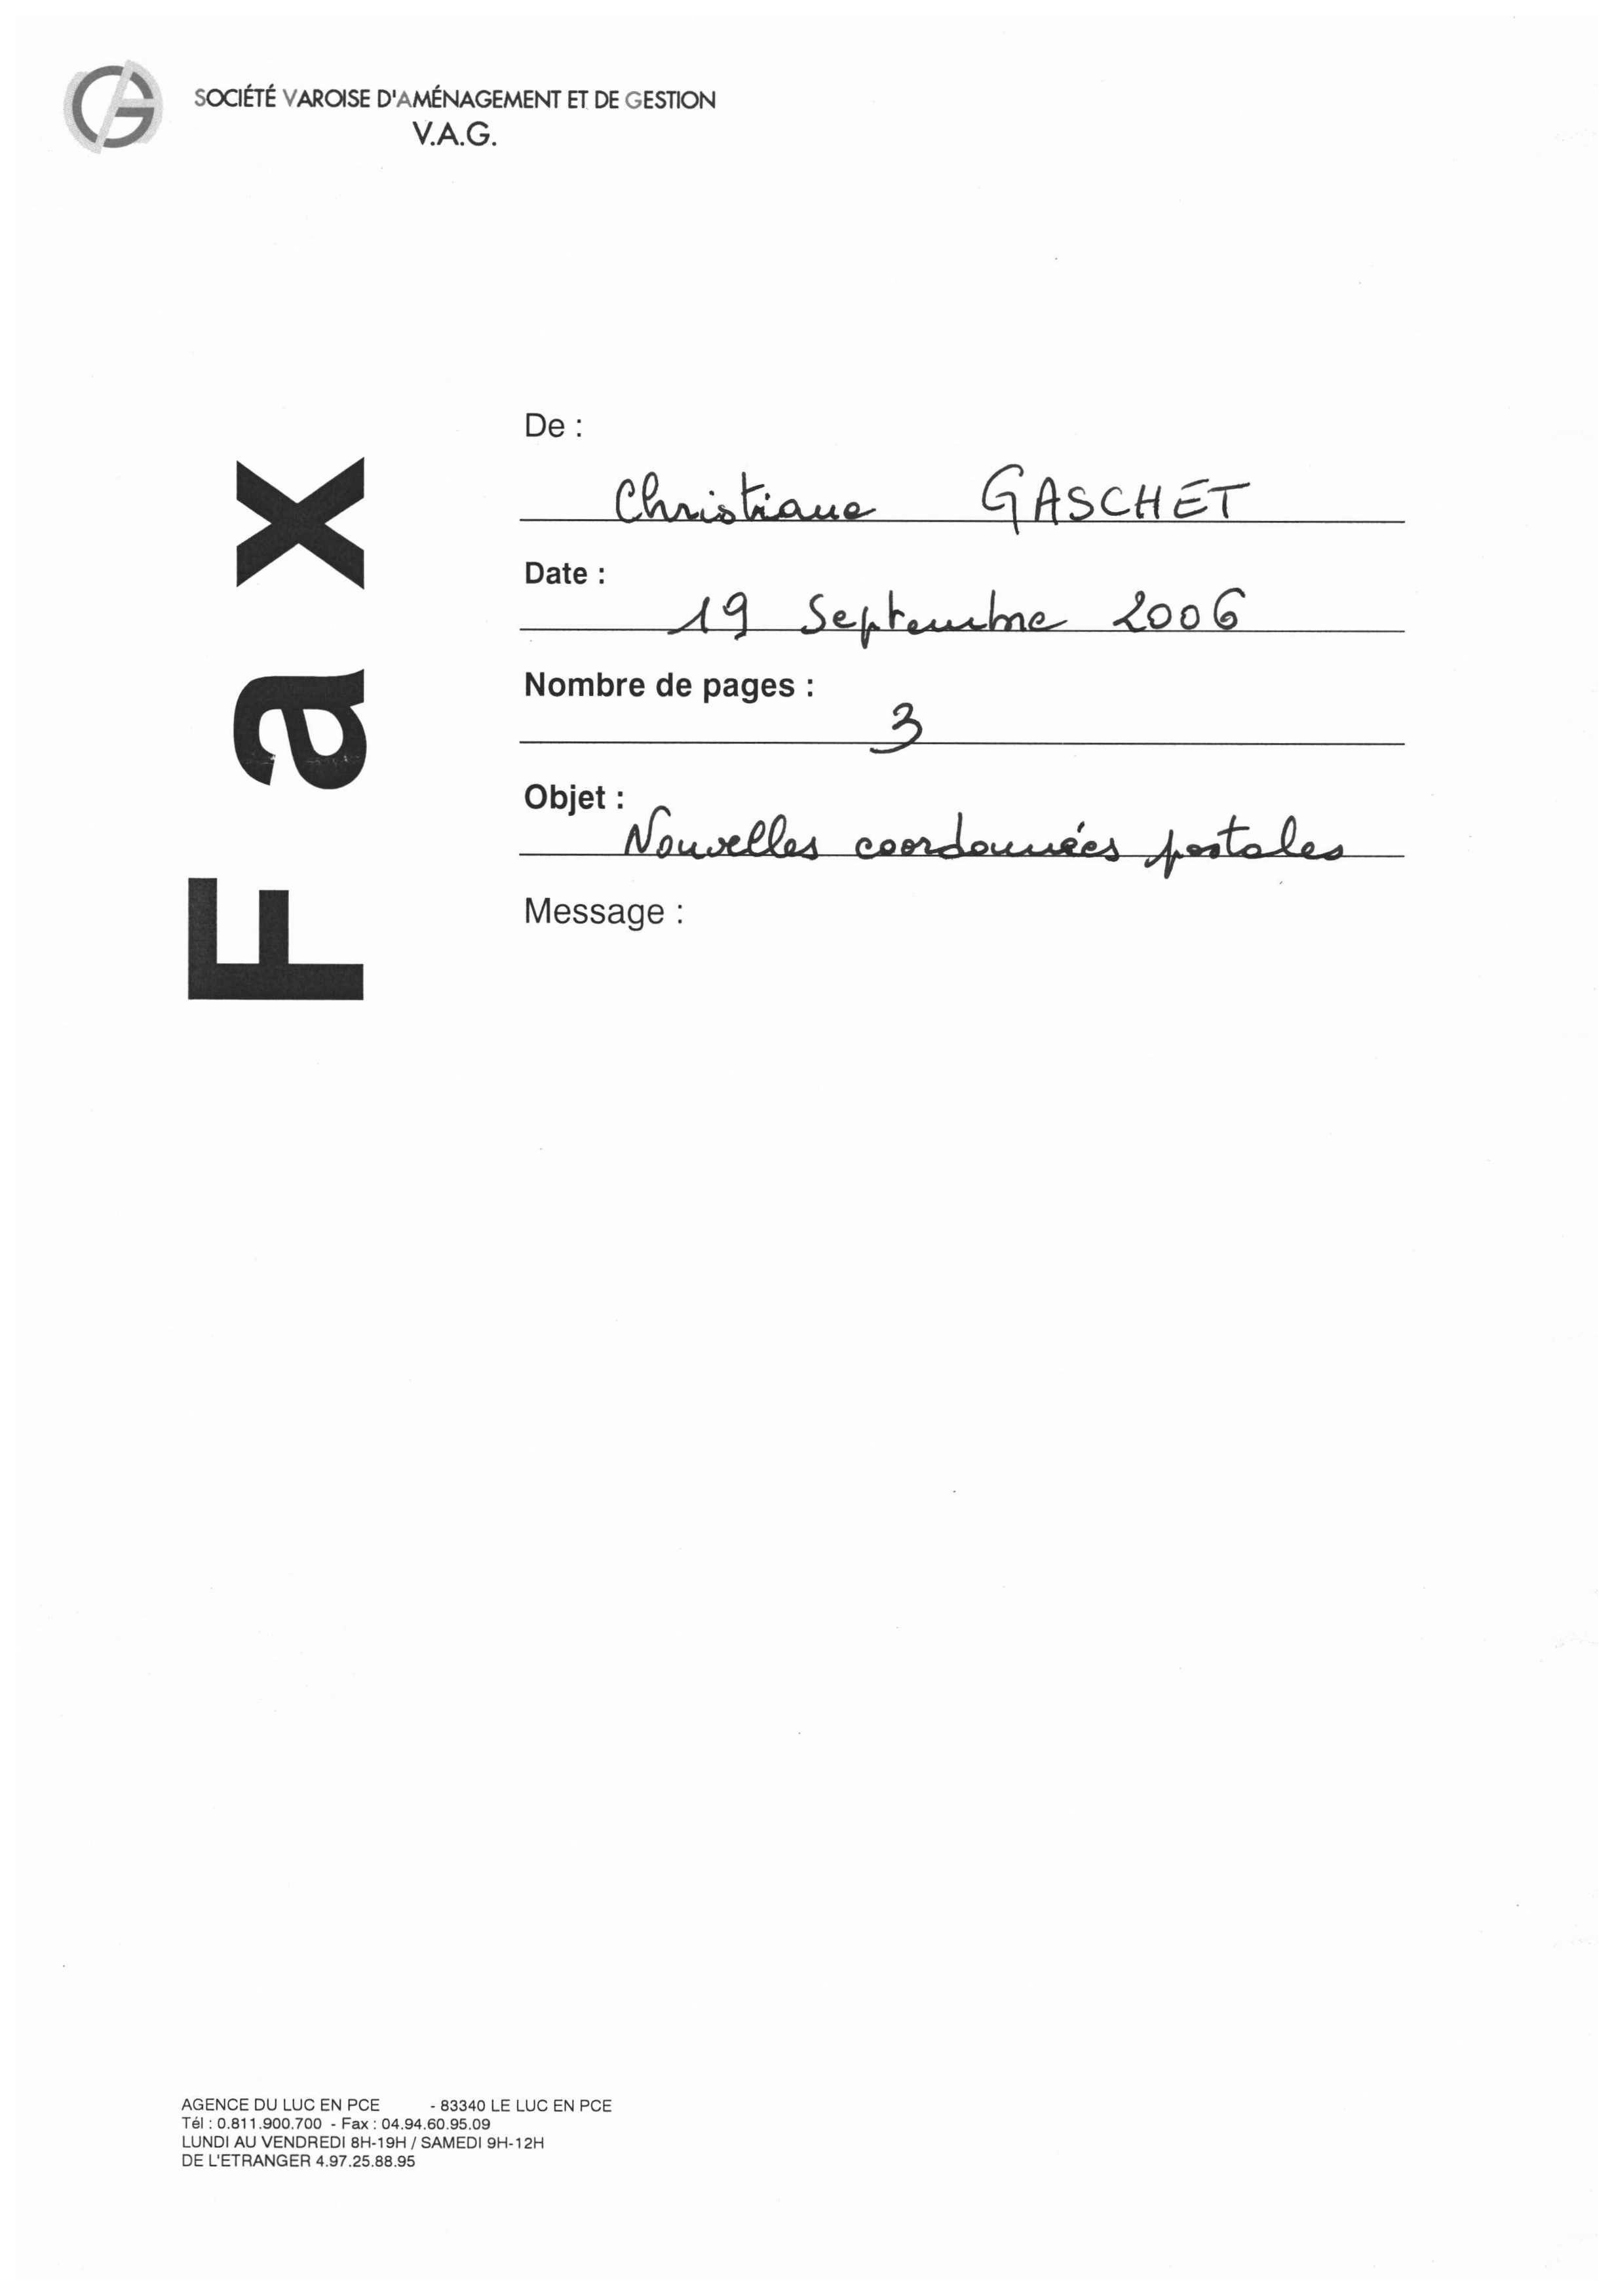 SOCIÉTÉ VAROISE D'AMÉNAGEMENT ET DE GESTION
V.A.G.
Fax
De :
Christiane GASCHET
Date :
19 Septembre 2006
Nombre de pages :
3
Objet :
Nouvelles coordonnées postales
Message :
AGENCE DU LUC EN PCE - 83340 LE LUC EN PCE
Tél : 0.811.900.700 - Fax : 04.94.60.95.09
LUNDI AU VENDREDI 8H-19H / SAMEDI 9H-12H
DE L'ETRANGER 4.97.25.88.95